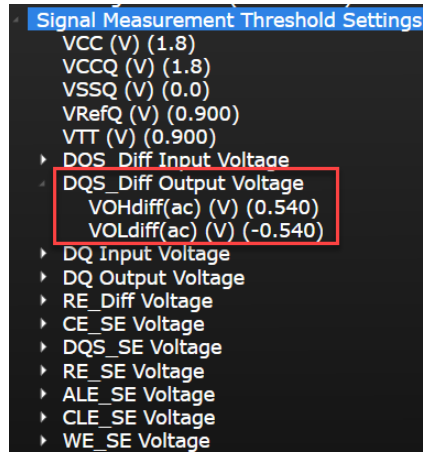 Signal Measurement Threshold Settings
VCC (V) (1.8)
VCCQ (V) (1.8)
VSSQ (V) (0.0)
VRefQ (V) (0.900)
VTT (V) (0.900)
DQS_Diff Input Voltage
DQS_Diff Output Voltage
VOHdiff(ac) (V) (0.540)
VOLdiff(ac) (V) (-0.540)
DQ Input Voltage
DQ Output Voltage
RE_Diff Voltage
CE_SE Voltage
DQS_SE Voltage
RE_SE Voltage
ALE_SE Voltage
CLE_SE Voltage
WE_SE Voltage